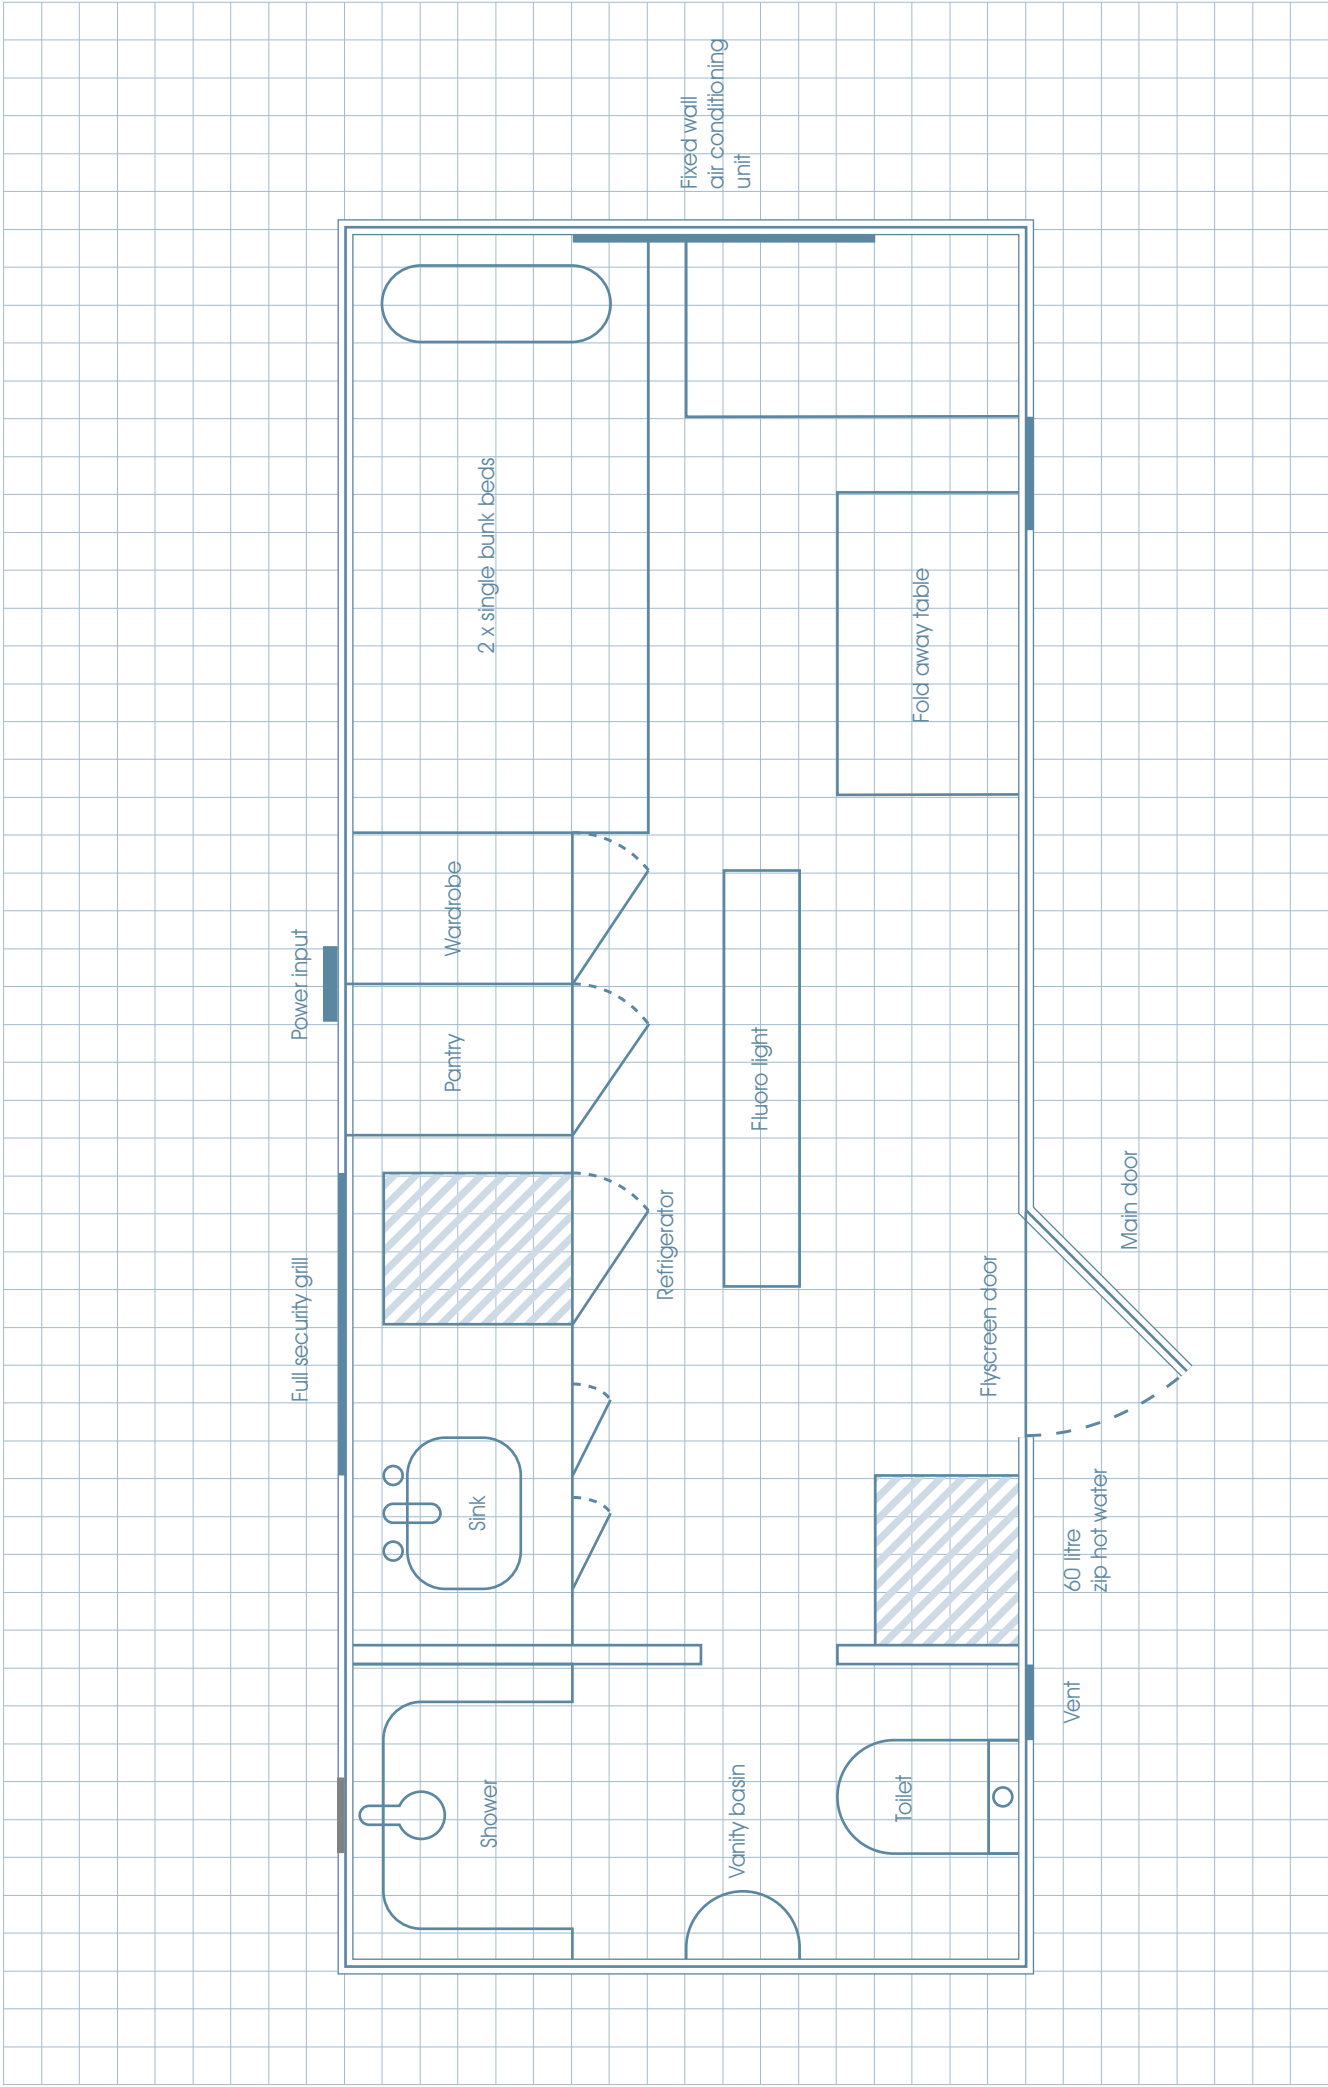 Full security grill
Power input
Shower
Sink
Pantry
Wardrobe
2 x single bunk beds
Refrigerator
Fixed wall
air conditioning
unit
Vanity basin
Fluoro light
Toilet
Fold away table
Flyscreen door
Vent
60 litre
zip hot water
Main door